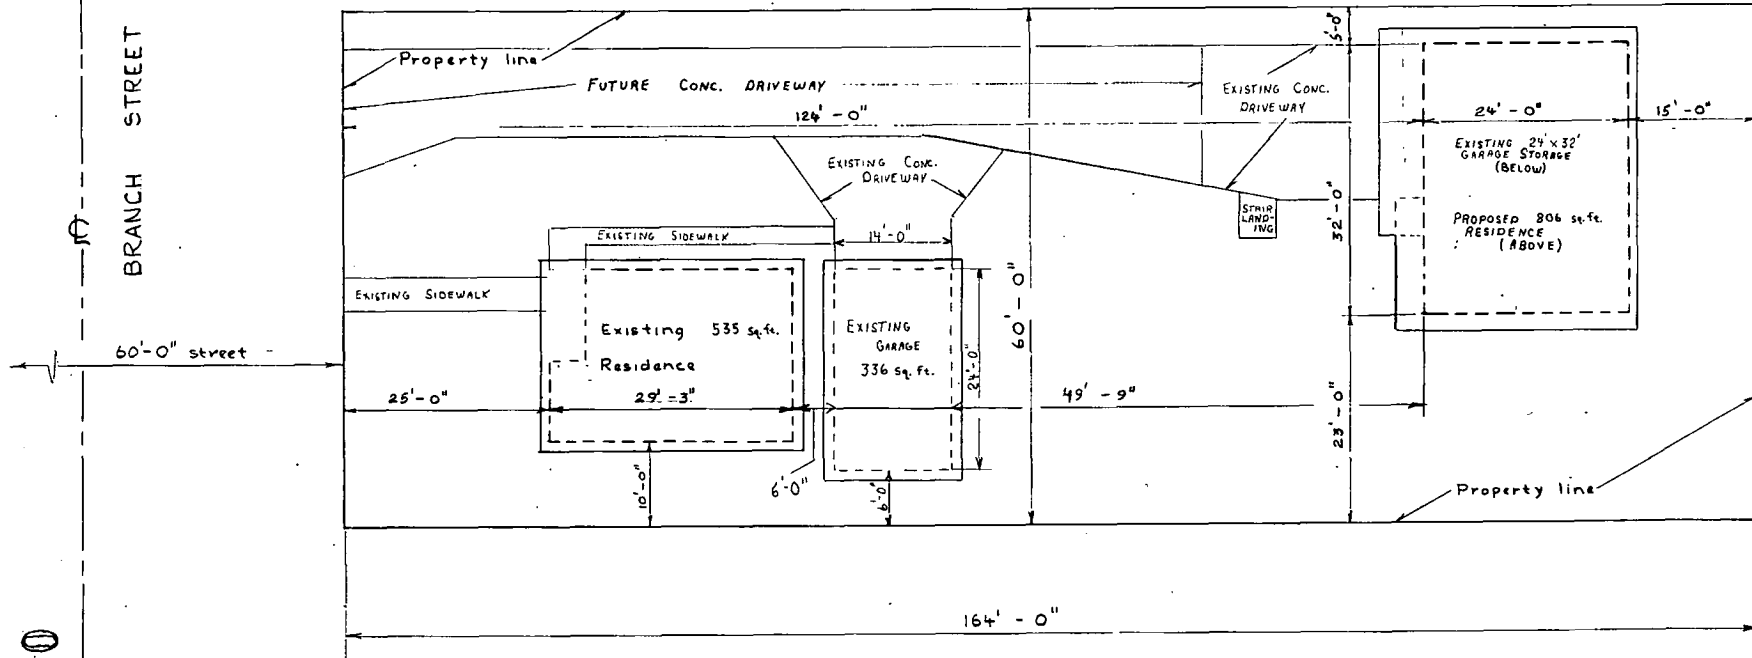 BRANCH STREET
Property line
5'-0"
FUTURE CONC. DRIVEWAY
EXISTING CONC.
DRIVEWAY
124'-0"
24'-0"
15'-0"
EXISTING 24'x32'
GARAGE STORAGE
(BELOW)
EXISTING CONC.
DRIVEWAY
STAIR
LAND-
ING
32'-0"
PROPOSED 806 sq.ft.
RESIDENCE
(ABOVE)
EXISTING SIDEWALK
14'-0"
EXISTING SIDEWALK
60'-0"
Existing 535 sq.ft.
Residence
EXISTING
GARAGE
336 sq.ft.
24'-0"
60'-0" street
25'-0"
29'-3"
49'-9"
23'-0"
10'-0"
6'-0"
6'-0"
Property line
164'-0"